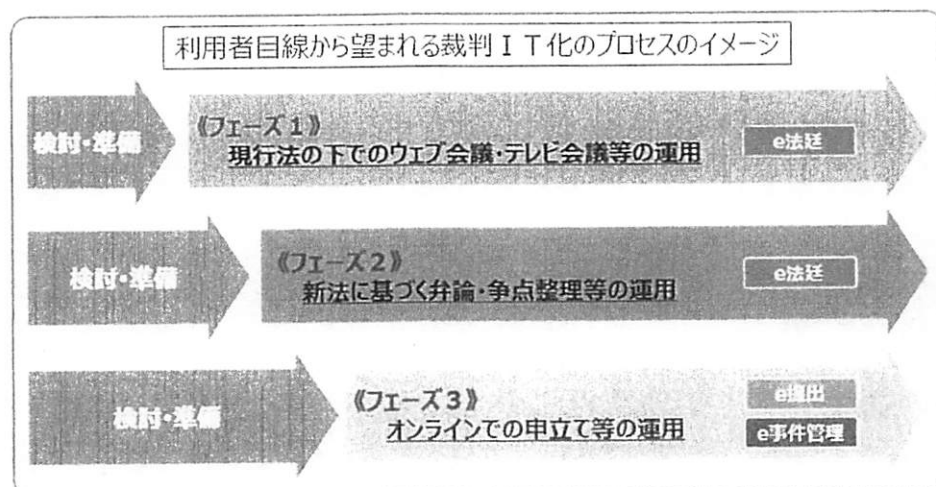 利用者目線から望まれる裁判ＩＴ化のプロセスのイメージ
検討・準備
《フェーズ１》
現行法の下でのウェブ会議・テレビ会議等の運用
e法廷
検討・準備
《フェーズ２》
新法に基づく弁論・争点整理等の運用
e法廷
検討・準備
《フェーズ３》
オンラインでの申立て等の運用
e提出
e事件管理